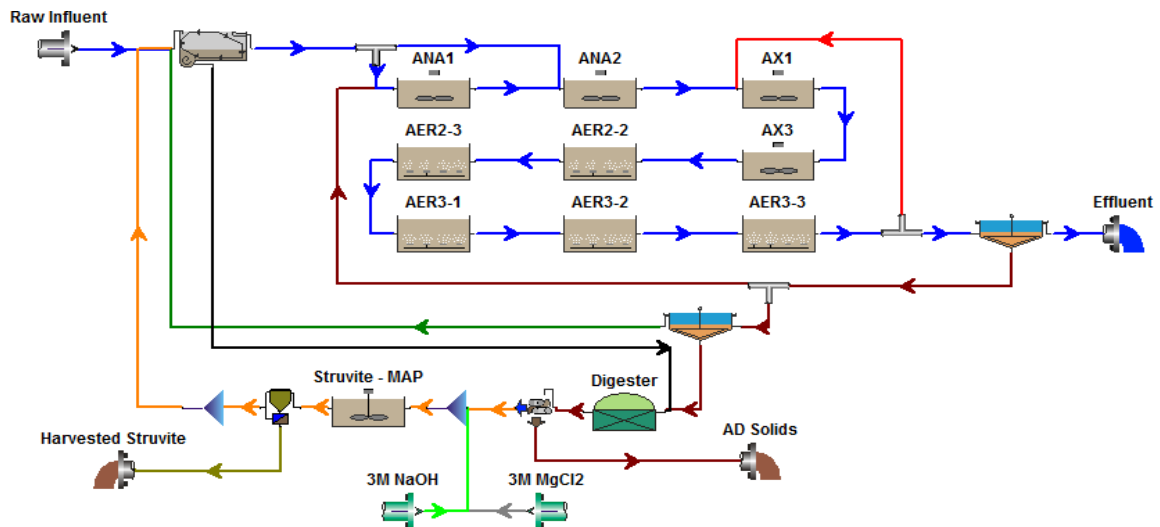 Raw Influent
ANA1
ANA2
AX1
AER2-3
AER2-2
AX3
AER3-1
AER3-2
AER3-3
Effluent
Struvite - MAP
Digester
Harvested Struvite
AD Solids
3M NaOH
3M MgCl2